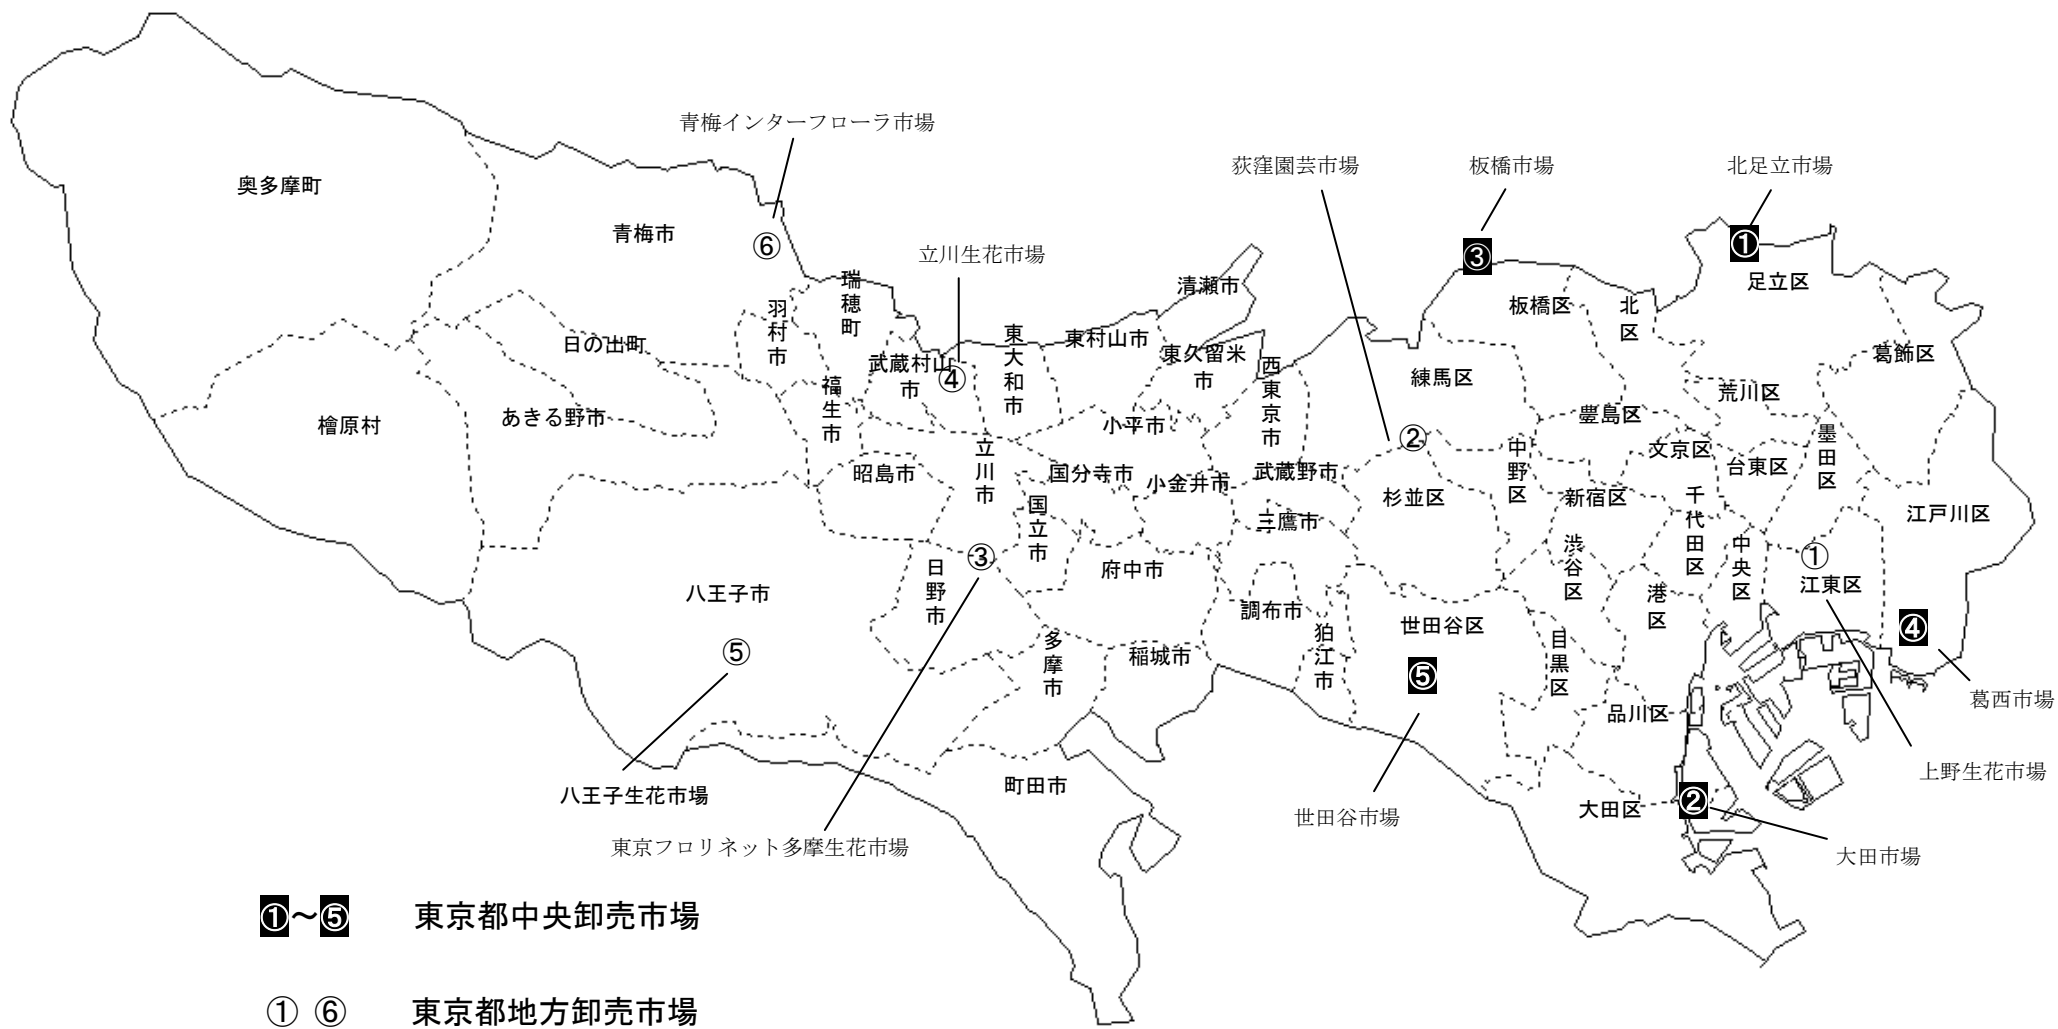 青梅インターフローラ市場
荻窪園芸市場
板橋市場
北足立市場
奥多摩町
青梅市
⑥
立川生花市場
③
①
足立区
清瀬市
瑞穂町
羽村市
板橋区
北区
日の出町
東大和市
東村山市
東久留米市
葛飾区
武蔵村山市
④
西東京市
練馬区
荒川区
福生市
檜原村
あきる野市
小平市
豊島区
②
中野区
文京区
台東区
墨田区
昭島市
立川市
国分寺市
小金井市
武蔵野市
杉並区
新宿区
千代田区
江戸川区
国立市
三鷹市
渋谷区
中央区
①
③
日野市
府中市
江東区
八王子市
調布市
狛江市
世田谷区
港区
④
多摩市
稲城市
目黒区
⑤
⑤
葛西市場
品川区
上野生花市場
町田市
八王子生花市場
大田区
②
世田谷市場
東京フロリネット多摩生花市場
大田市場
①~⑤ 東京都中央卸売市場
① ⑥ 東京都地方卸売市場